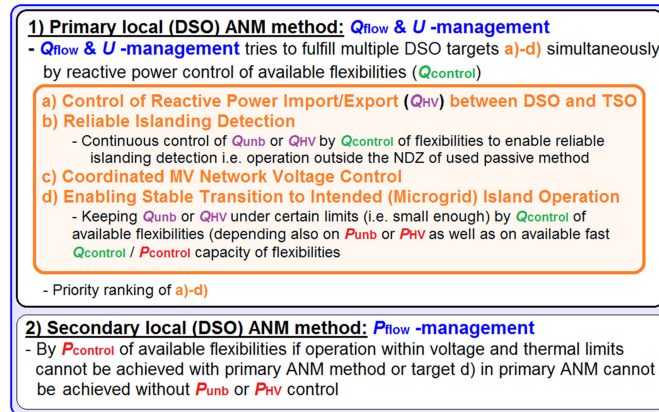 1) Primary local (DSO) ANM method: Qflow & U -management
- Qflow & U -management tries to fulfill multiple DSO targets a)-d) simultaneously
by reactive power control of available flexibilities (Qcontrol)
a) Control of Reactive Power Import/Export (QHV) between DSO and TSO
b) Reliable Islanding Detection
- Continuous control of Qunb or QHV by Qcontrol of flexibilities to enable reliable
islanding detection i.e. operation outside the NDZ of used passive method
c) Coordinated MV Network Voltage Control
d) Enabling Stable Transition to Intended (Microgrid) Island Operation
- Keeping Qunb or QHV under certain limits (i.e. small enough) by Qcontrol of
available flexibilities (depending also on Punb or PHV as well as on available fast
Qcontrol / Pcontrol capacity of flexibilities
- Priority ranking of a)-d)
2) Secondary local (DSO) ANM method: Pflow -management
- By Pcontrol of available flexibilities if operation within voltage and thermal limits
cannot be achieved with primary ANM method or target d) in primary ANM cannot
be achieved without Punb or PHV control